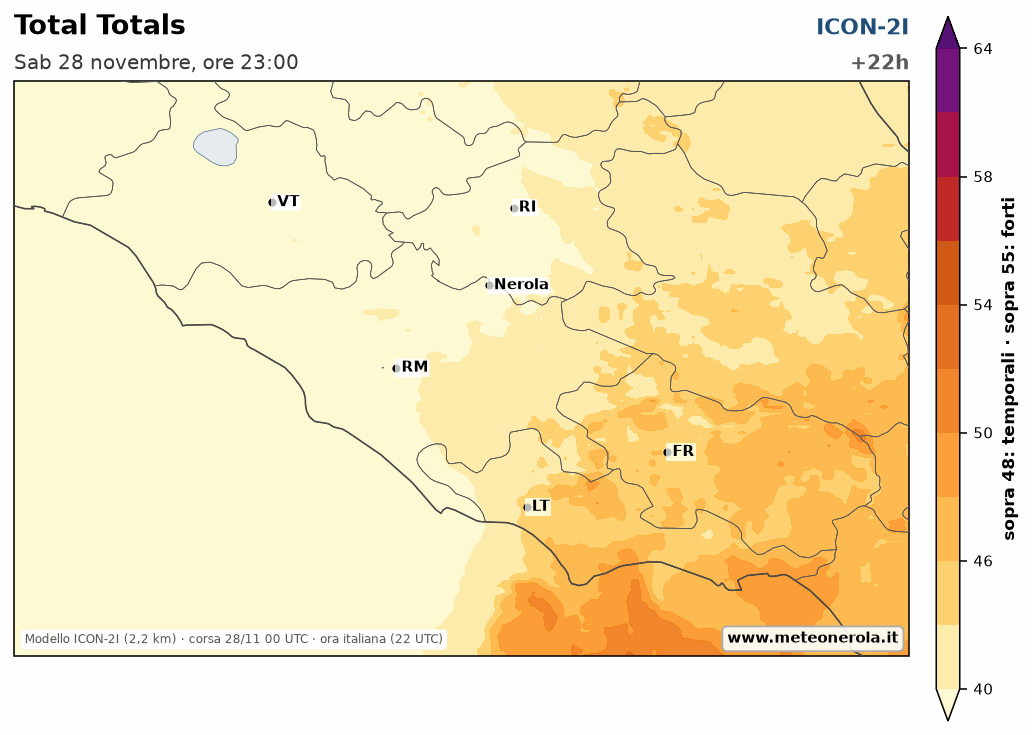 Total Totals
ICON-2I
Sab 28 novembre, ore 23:00
+22h
64
58
54
50
46
40
sopra 48: temporali · sopra 55: forti
VT
RI
Nerola
RM
FR
LT
Modello ICON-2I (2,2 km) · corsa 28/11 00 UTC · ora italiana (22 UTC)
www.meteonerola.it